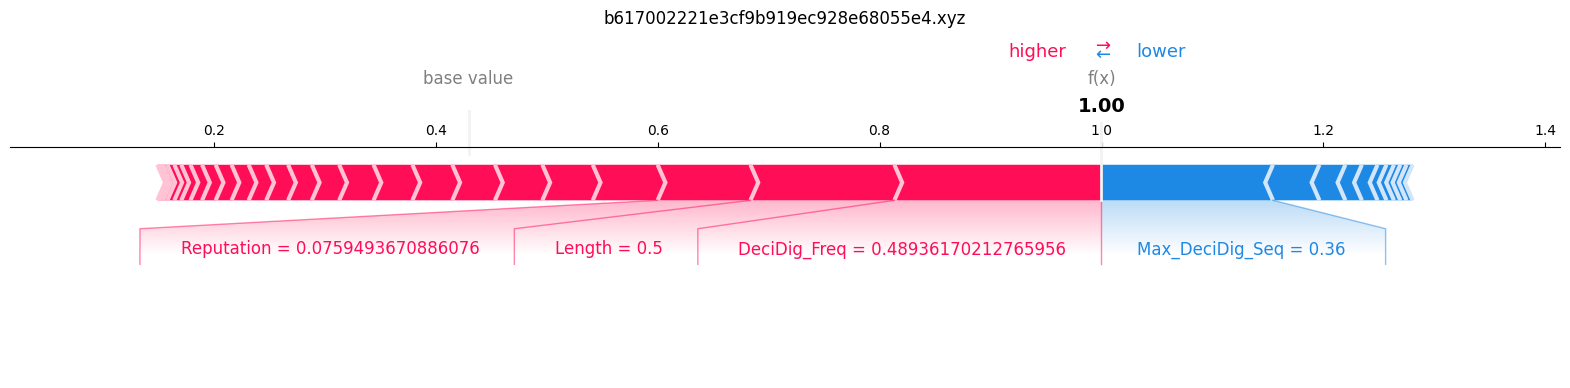 b617002221e3cf9b919ec928e68055e4.xyz
higher ⇄ lower
base value f(x)
1.00
0.2 0.4 0.6 0.8 1.0 1.2 1.4
Reputation = 0.0759493670886076 Length = 0.5 DeciDig_Freq = 0.48936170212765956 Max_DeciDig_Seq = 0.36